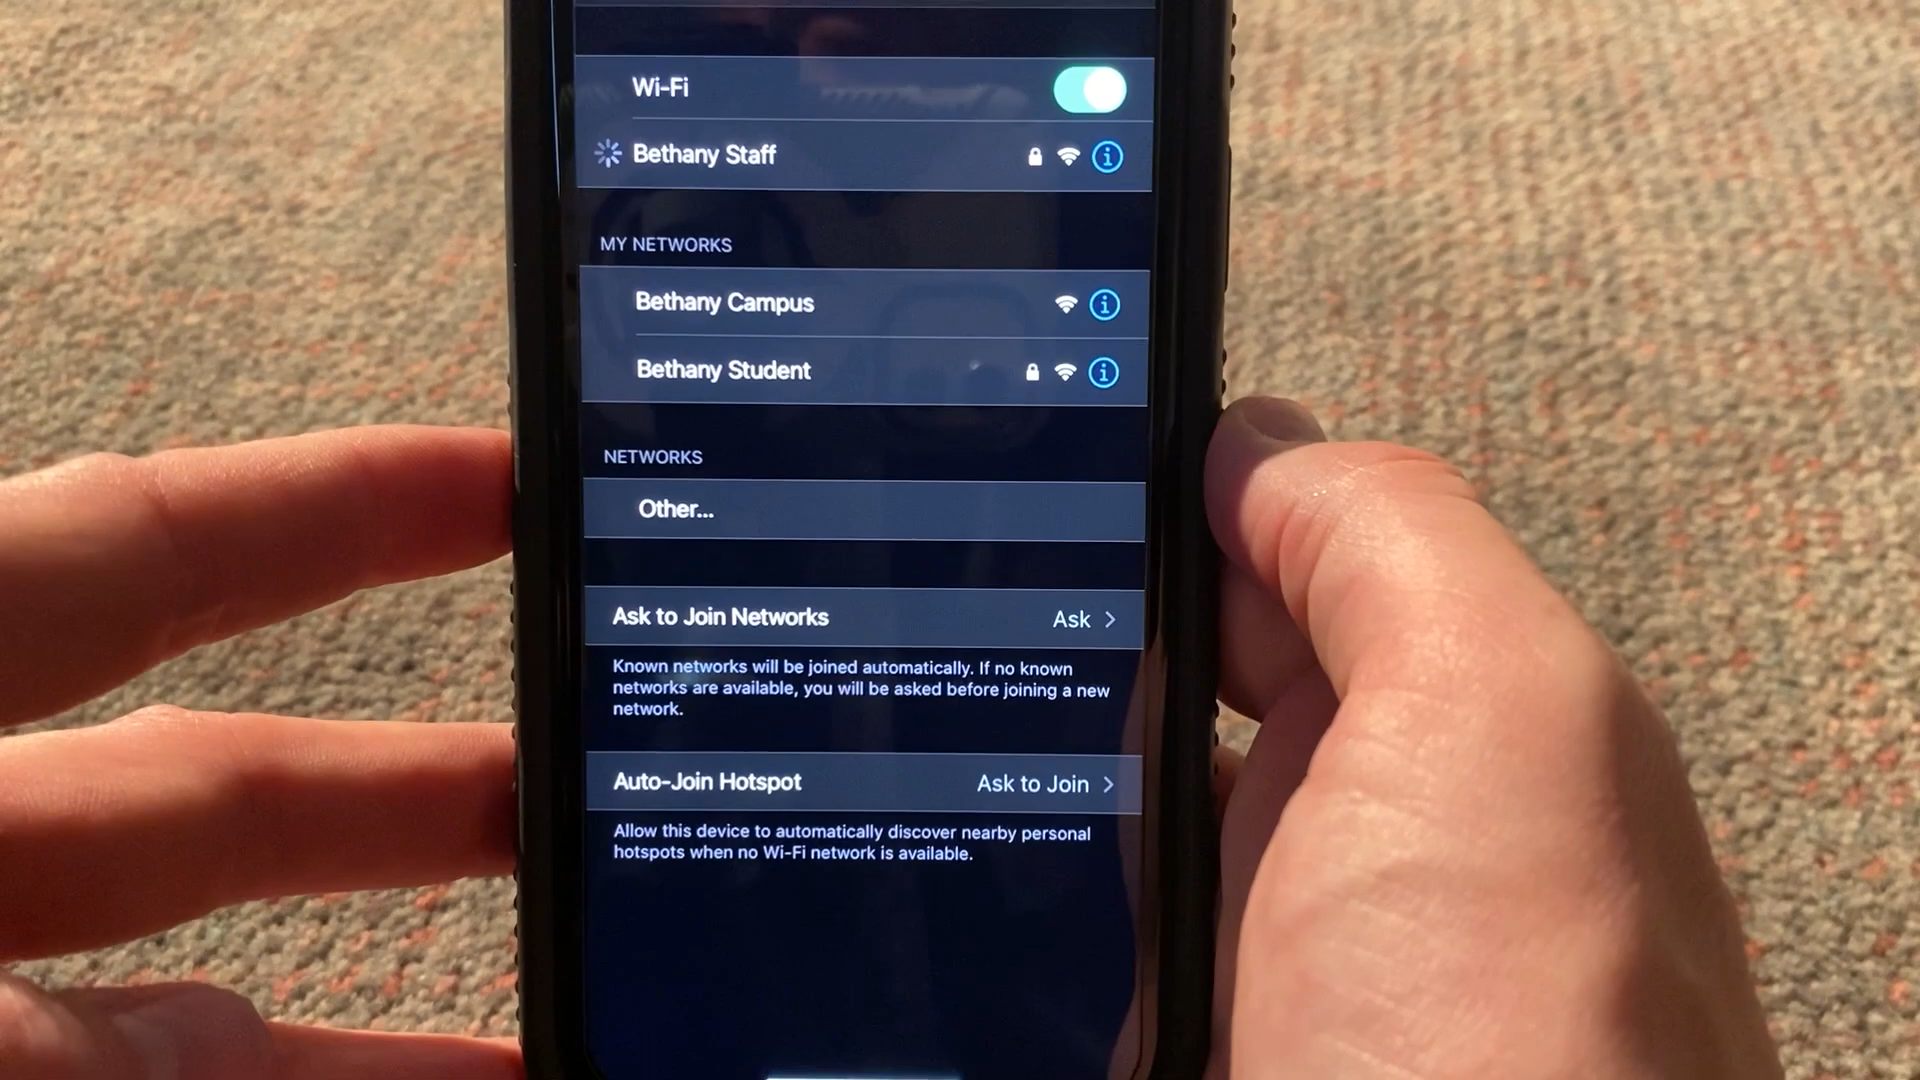 Wi-Fi
Bethany Staff
MY NETWORKS
Bethany Campus
Bethany Student
NETWORKS
Other...
Ask to Join Networks Ask
Known networks will be joined automatically. If no known
networks are available, you will be asked before joining a new
network.
Auto-Join Hotspot Ask to Join
Allow this device to automatically discover nearby personal
hotspots when no Wi-Fi network is available.